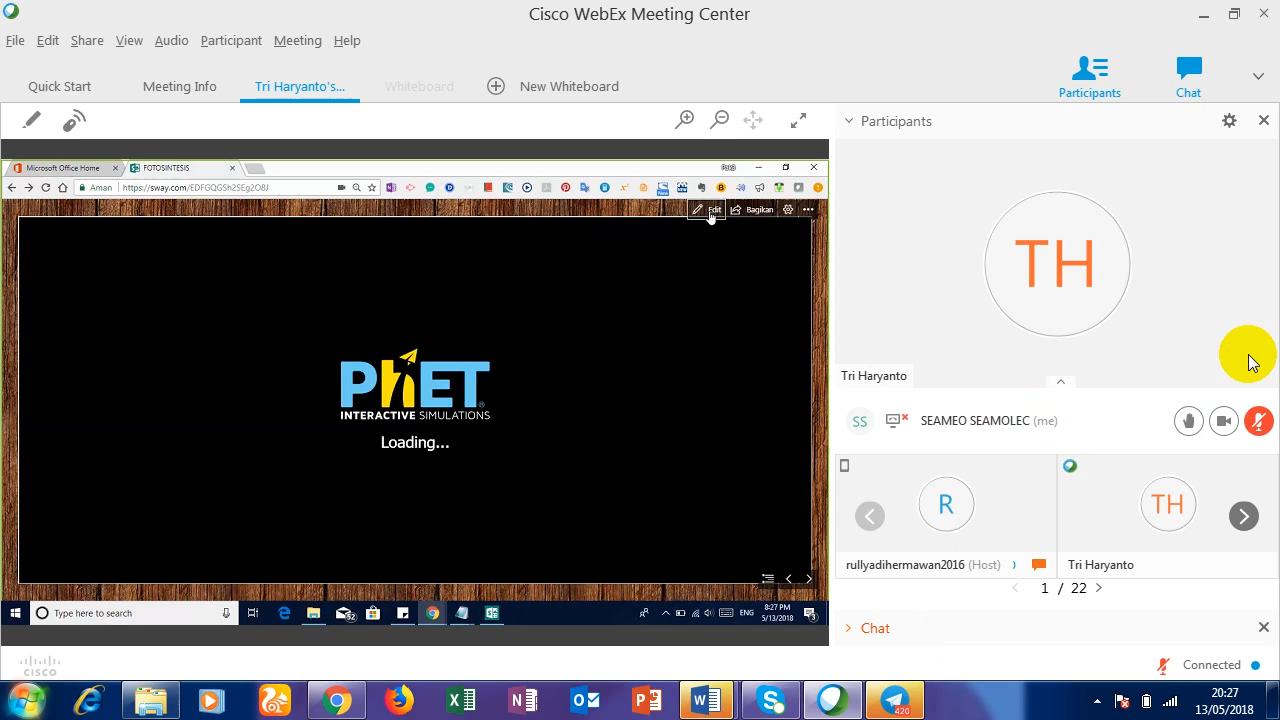 Cisco WebEx Meeting Center
File Edit Share View Audio Participant Meeting Help
Quick Start Meeting Info Tri Haryanto's... Whiteboard New Whiteboard
Participants Chat
Participants
Microsoft Office Home FOTOSINTESIS
Aman https://sway.com/EDFGQGSh2SEg2O8J
Edit Bagikan
PhET
INTERACTIVE SIMULATIONS
Loading...
TH
Tri Haryanto
SS SEAMEO SEAMOLEC (me)
R TH
rullyadihermawan2016 (Host) Tri Haryanto
1 / 22
Chat
Type here to search
ENG
8:27 PM
5/13/2018
cisco
Connected
420
20:27
13/05/2018